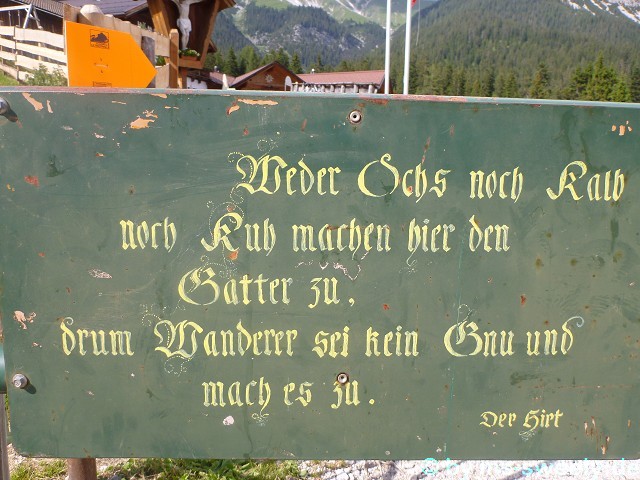 Weder Ochs noch Kalb
noch Kuh machen hier den
Gatter zu,
drum Wanderer sei kein Gnu und
mach es zu.
Der Hirt